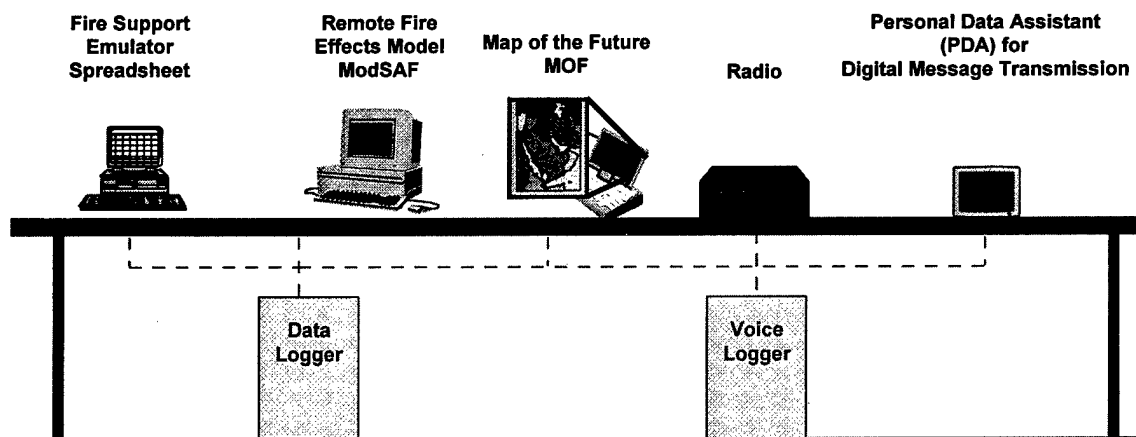 Fire Support
Emulator
Spreadsheet
Remote Fire
Effects Model
ModSAF
Map of the Future
MOF
Radio
Personal Data Assistant
(PDA) for
Digital Message Transmission
Data
Logger
Voice
Logger